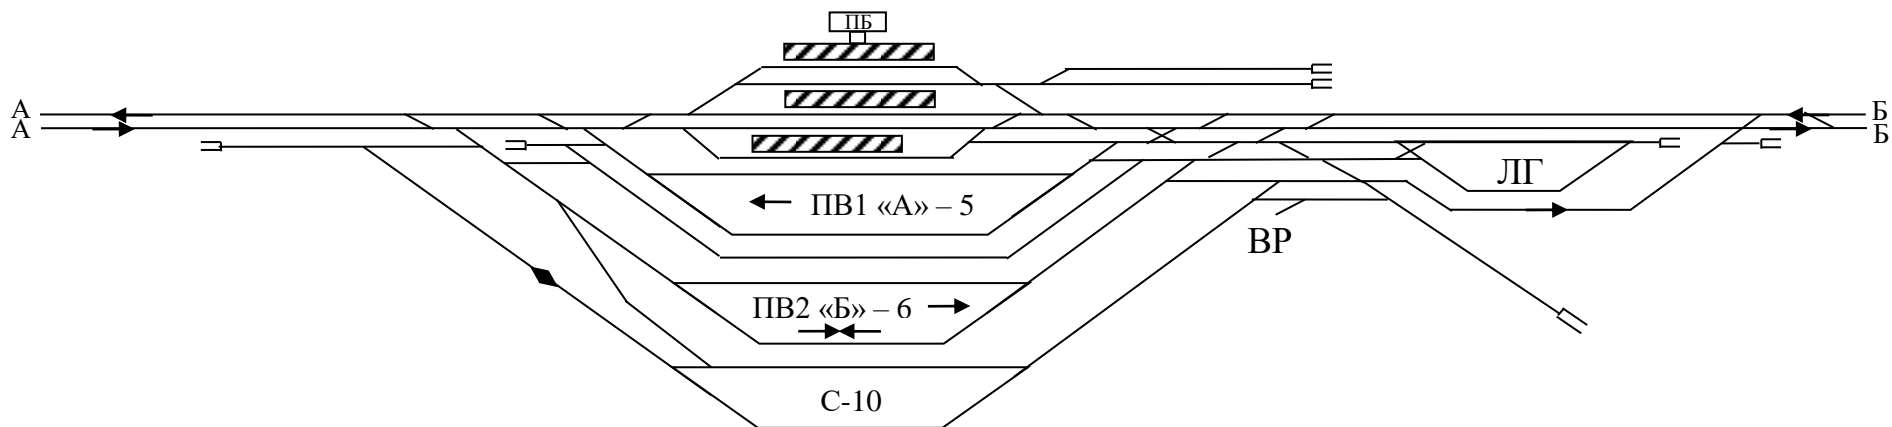 ПБ
А
А
Б
Б
ЛГ
ПВ1 «А» – 5
ВР
ПВ2 «Б» – 6
С-10